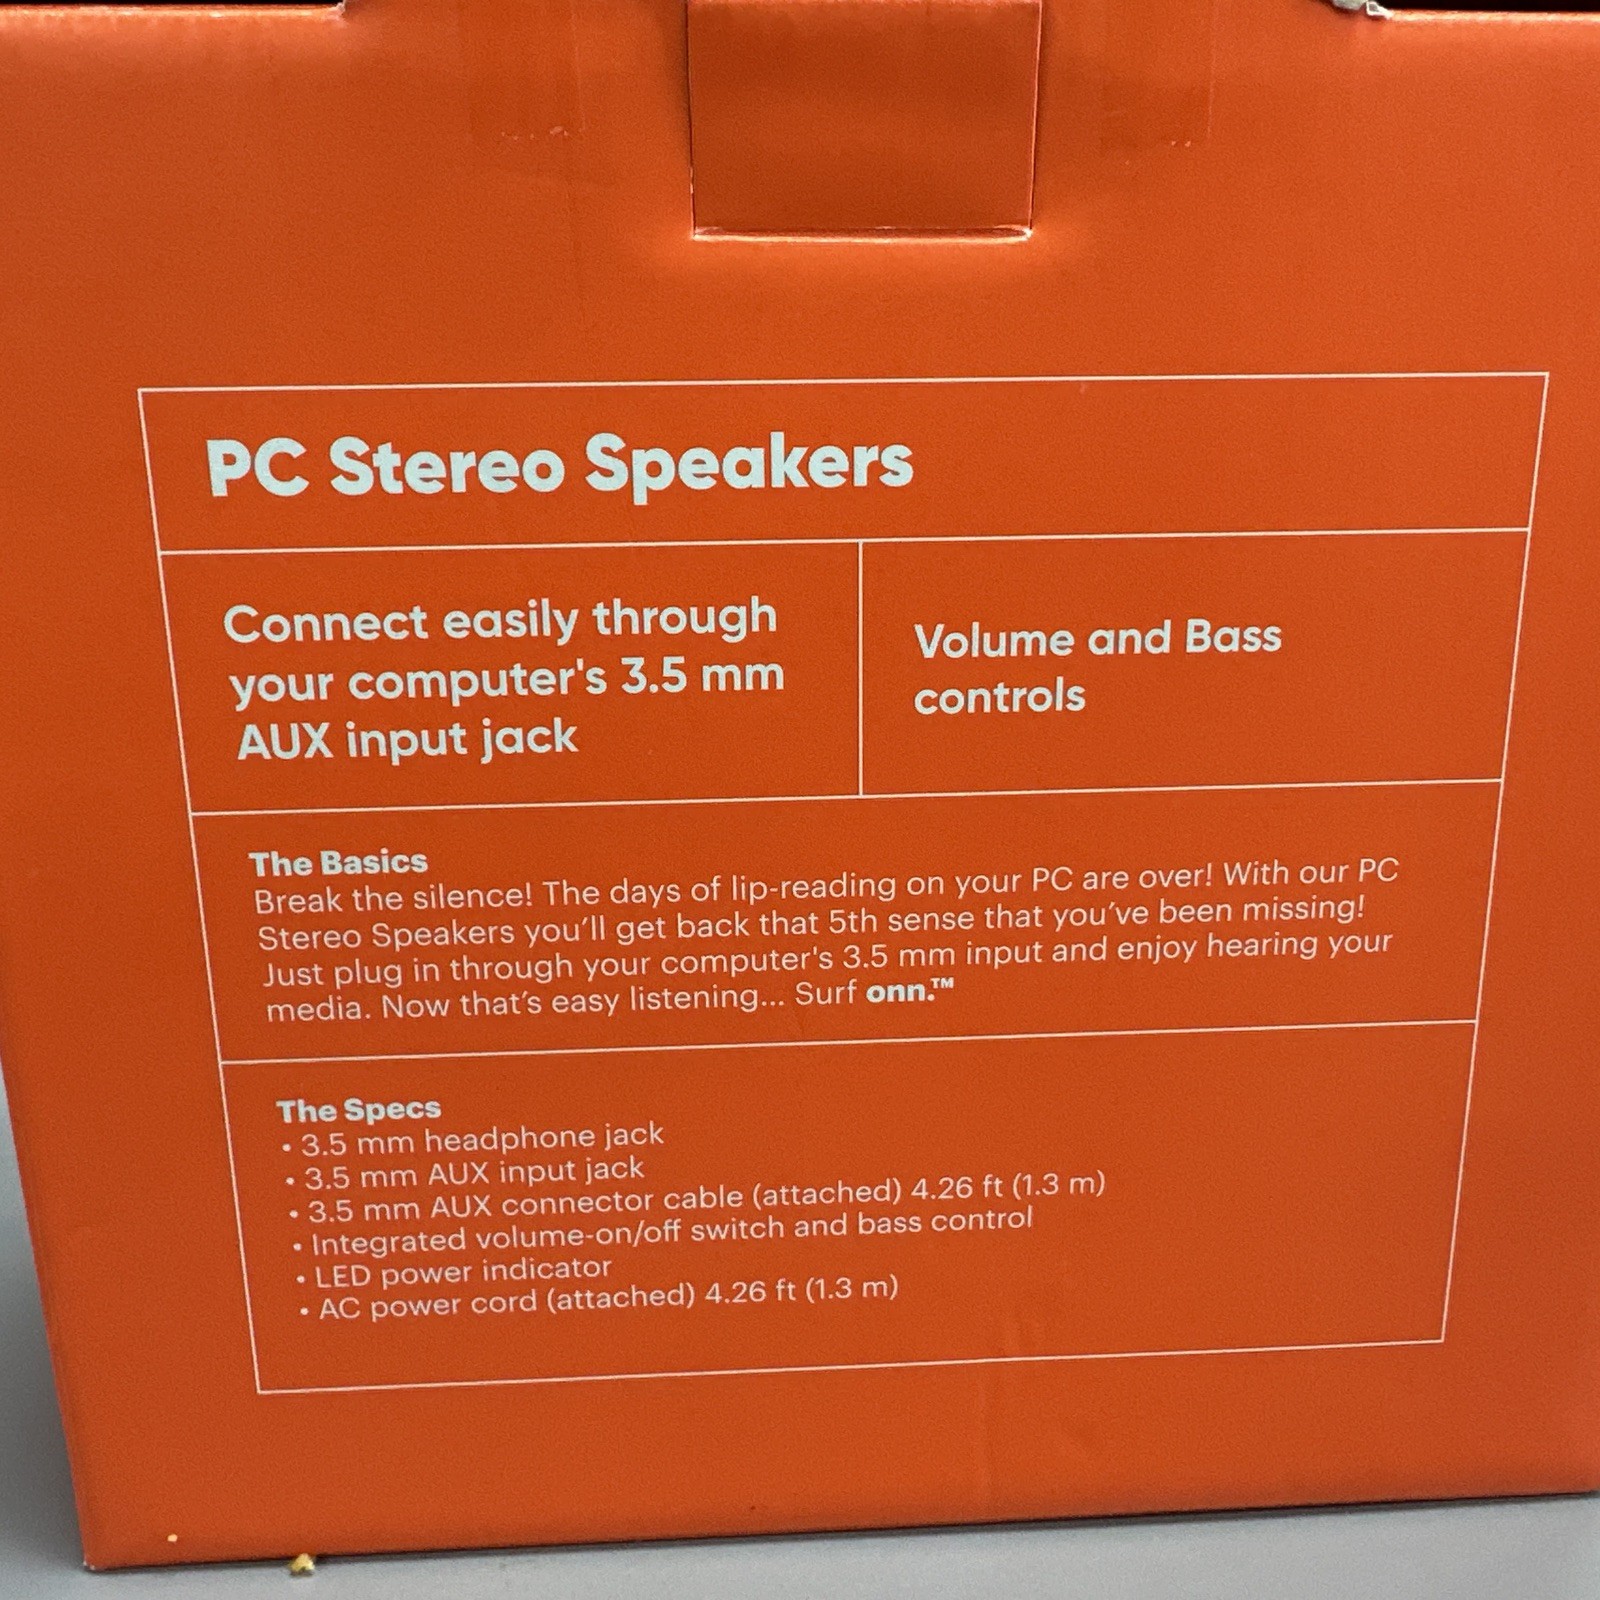 PC Stereo Speakers
Connect easily through
your computer's 3.5 mm
AUX input jack
Volume and Bass
controls
The Basics
Break the silence! The days of lip-reading on your PC are over! With our PC
Stereo Speakers you’ll get back that 5th sense that you’ve been missing!
Just plug in through your computer's 3.5 mm input and enjoy hearing your
media. Now that’s easy listening... Surf onn.™
The Specs
• 3.5 mm headphone jack
• 3.5 mm AUX input jack
• 3.5 mm AUX connector cable (attached) 4.26 ft (1.3 m)
• Integrated volume-on/off switch and bass control
• LED power indicator
• AC power cord (attached) 4.26 ft (1.3 m)